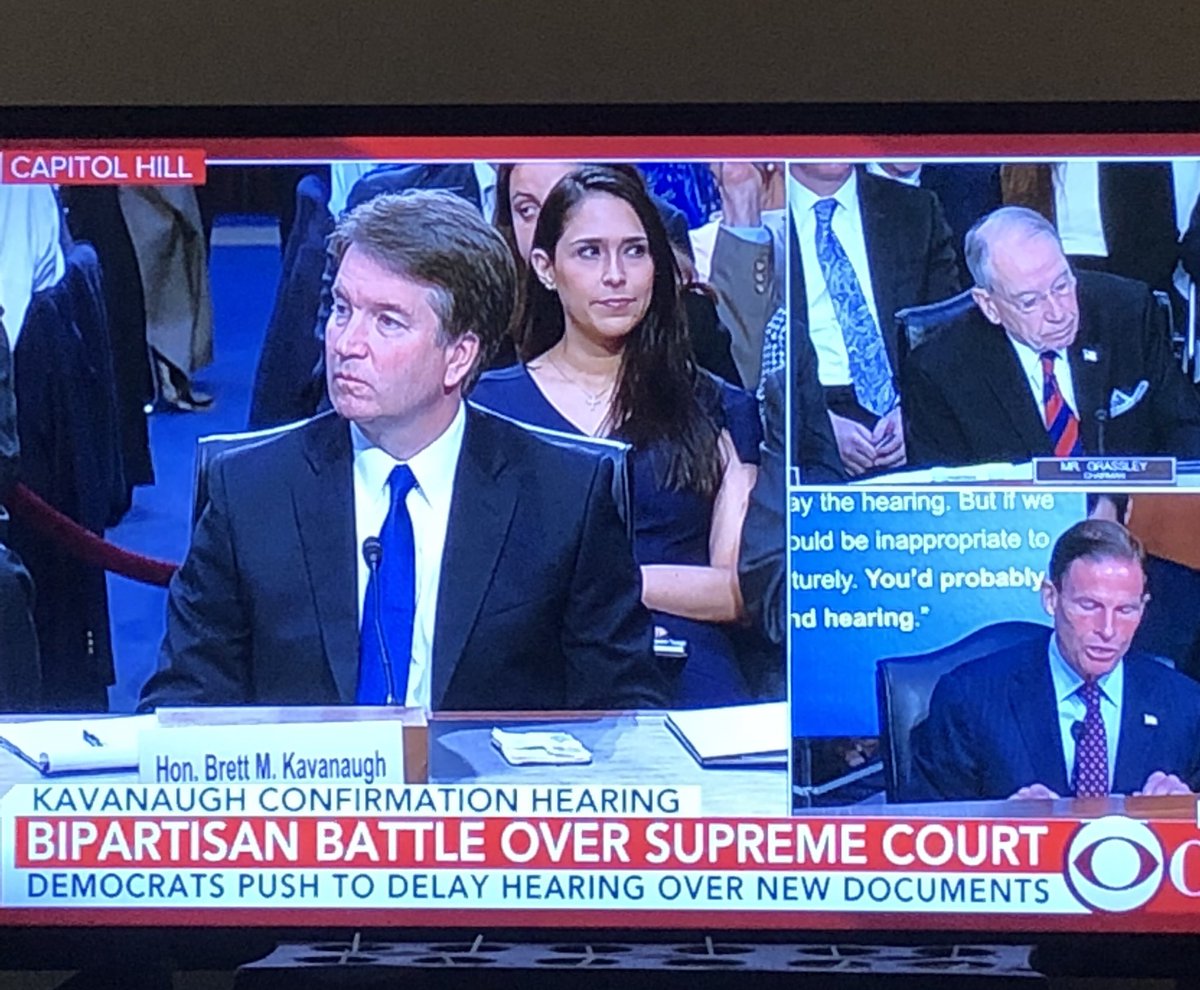 CAPITOL HILL
MR. GRASSLEY
CHAIRMAN
ay the hearing. But if we
ould be inappropriate to
turely. You'd probably
nd hearing."
Hon. Brett M. Kavanaugh
KAVANAUGH CONFIRMATION HEARING
BIPARTISAN BATTLE OVER SUPREME COURT
DEMOCRATS PUSH TO DELAY HEARING OVER NEW DOCUMENTS